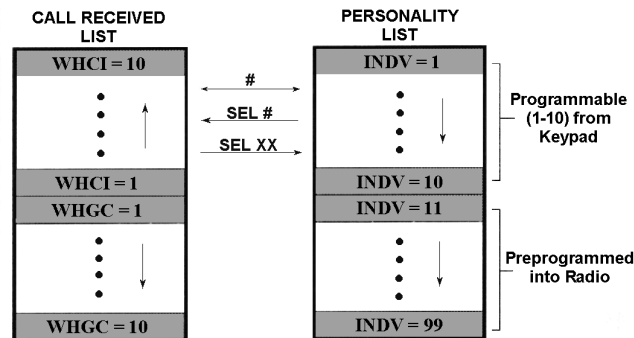 CALL RECEIVED
LIST
WHCI = 10
WHCI = 1
WHGC = 1
WHGC = 10
#
SEL #
SEL XX
PERSONALITY
LIST
INDV = 1
INDV = 10
INDV = 11
INDV = 99
Programmable
(1-10) from
Keypad
Preprogrammed
into Radio